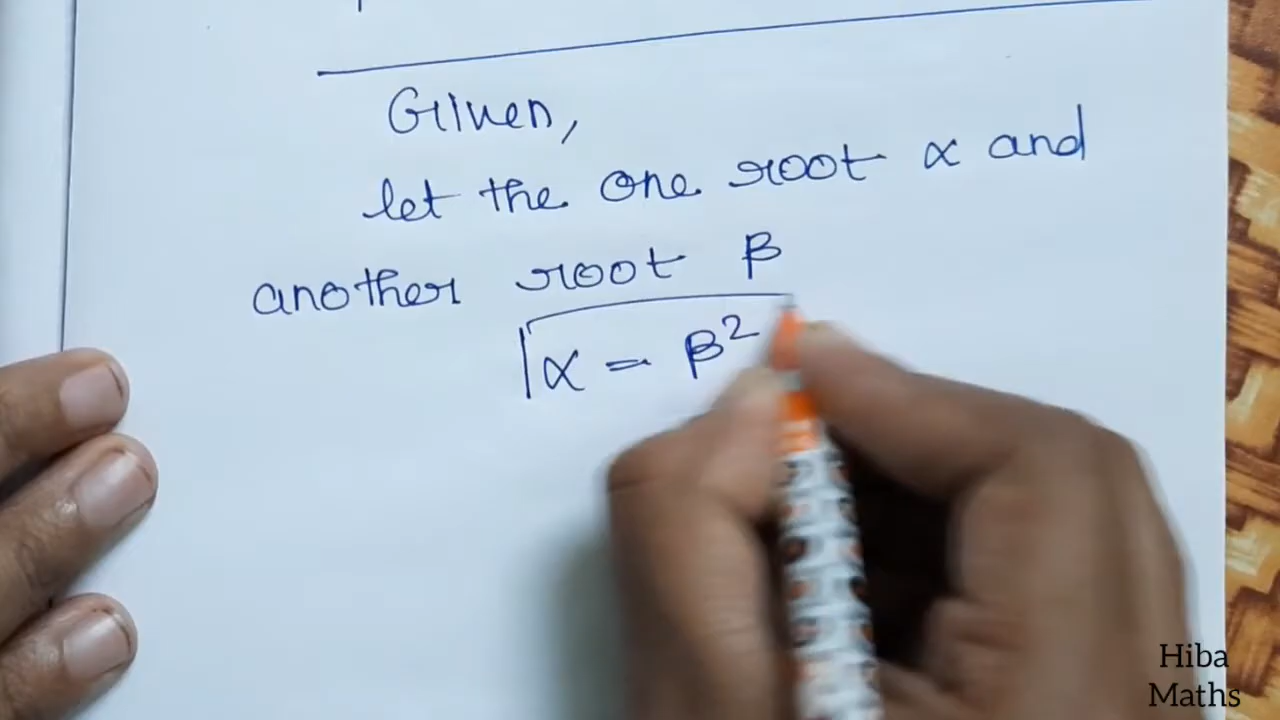 Given,
let the one root α and
another root β
α = β²
Hiba
Maths